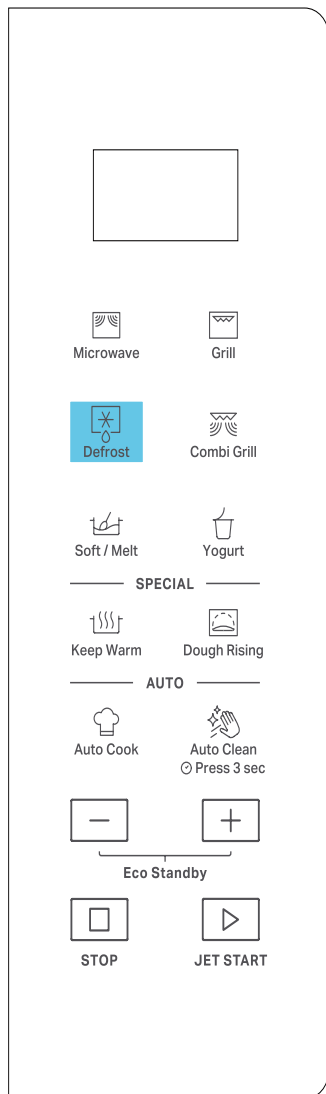 Microwave Grill
Defrost Combi Grill
Soft / Melt Yogurt
SPECIAL
Keep Warm Dough Rising
AUTO
Auto Cook Auto Clean
Press 3 sec
Eco Standby
STOP JET START